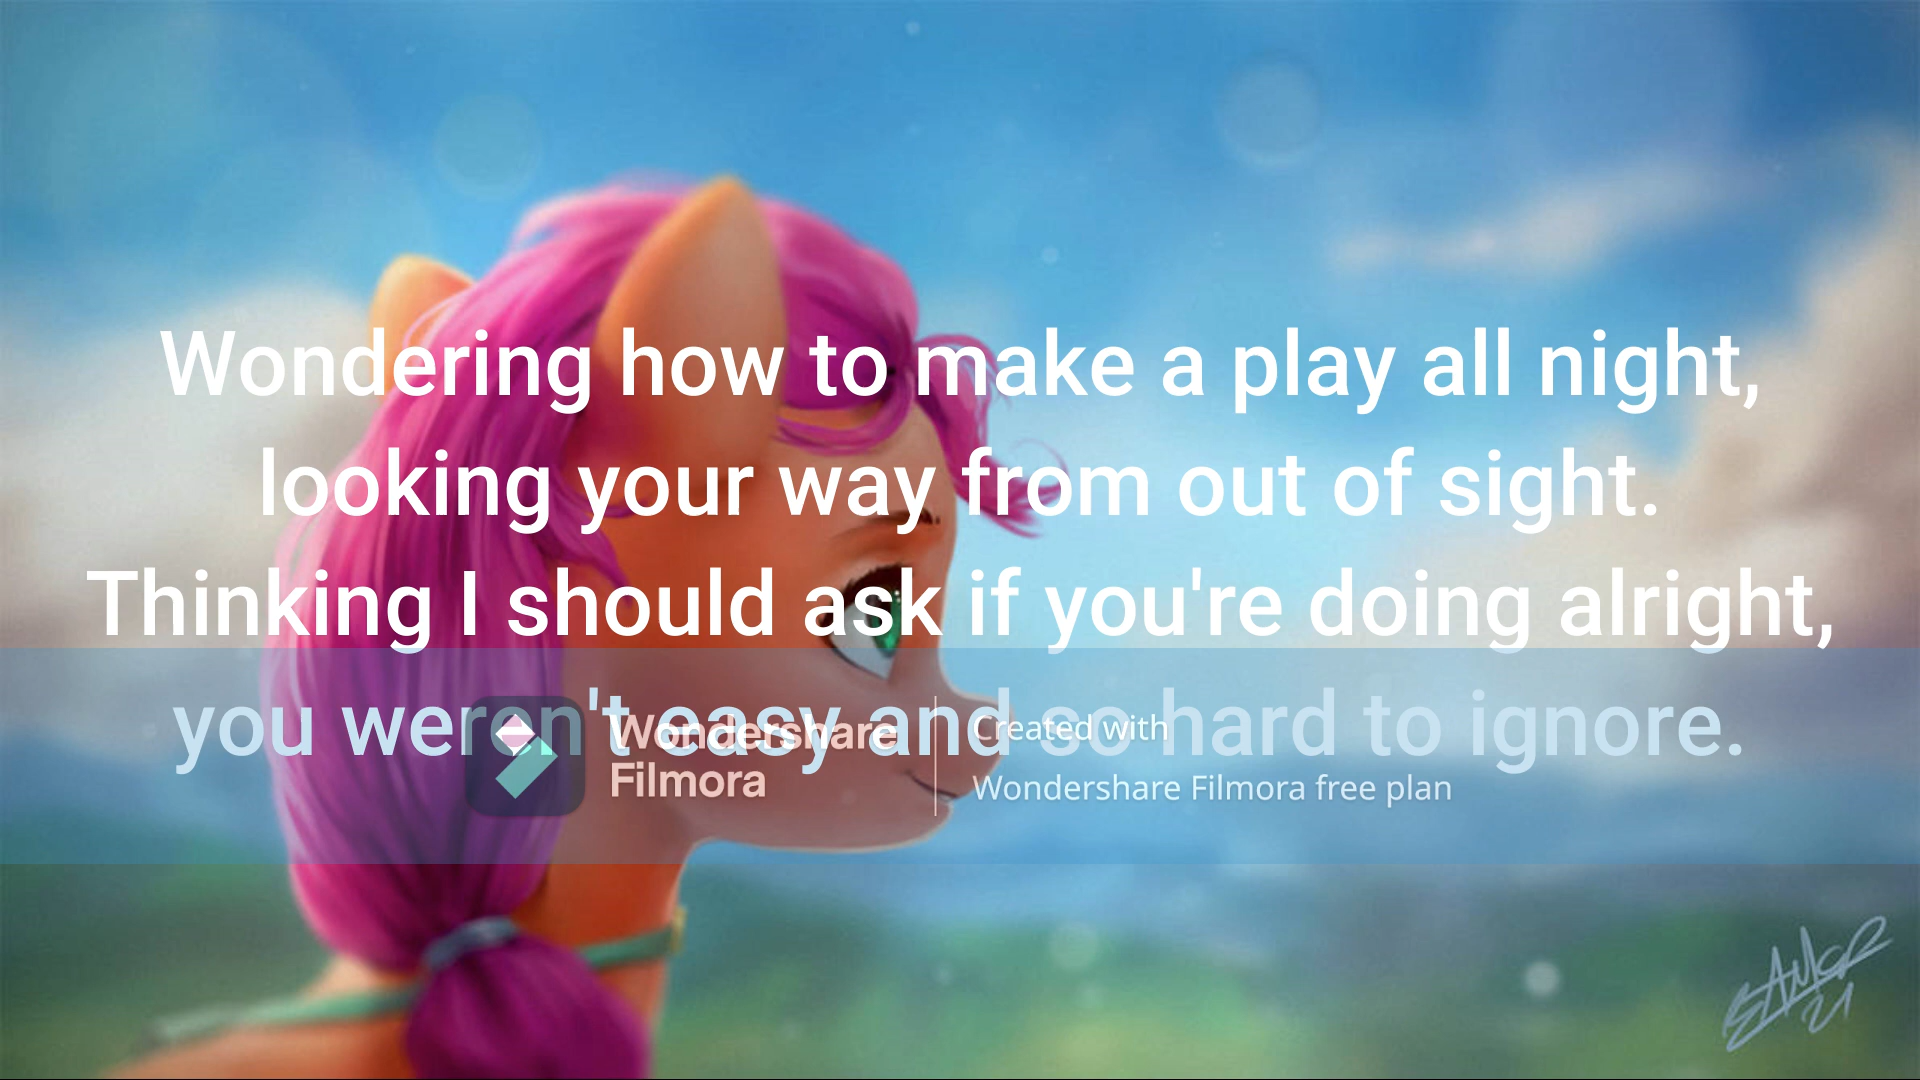 Wondering how to make a play all night,
looking your way from out of sight.
Thinking I should ask if you're doing alright,
you weren't easy and so hard to ignore.
Wondershare
Filmora
Created with
Wondershare Filmora free plan
21